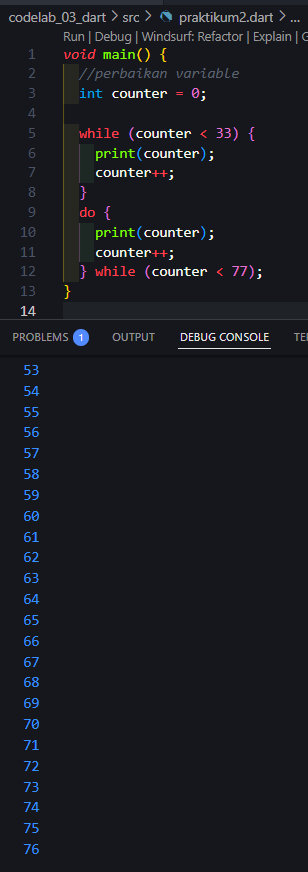 codelab_03_dart > src > praktikum2.dart > ...
Run | Debug | Windsurf: Refactor | Explain | G
1 void main() {
2 //perbaikan variable
3 int counter = 0;
4
5 while (counter < 33) {
6 print(counter);
7 counter++;
8 }
9 do {
10 print(counter);
11 counter++;
12 } while (counter < 77);
13 }
14
PROBLEMS 1 OUTPUT DEBUG CONSOLE TE
53
54
55
56
57
58
59
60
61
62
63
64
65
66
67
68
69
70
71
72
73
74
75
76